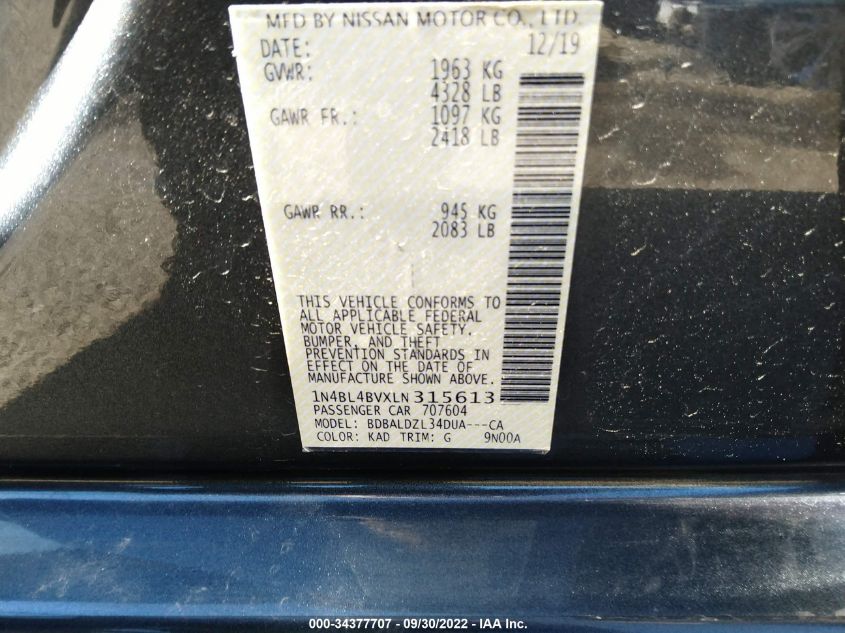 MFD BY NISSAN MOTOR CO., LTD.
DATE: 12/19
GVWR: 1963 KG
4328 LB
GAWR FR.: 1097 KG
2418 LB
GAWR RR.: 945 KG
2083 LB
THIS VEHICLE CONFORMS TO
ALL APPLICABLE FEDERAL
MOTOR VEHICLE SAFETY,
BUMPER, AND THEFT
PREVENTION STANDARDS IN
EFFECT ON THE DATE OF
MANUFACTURE SHOWN ABOVE.
1N4BL4BVXLN315613
PASSENGER CAR 707604
MODEL: BDBALDZL34DUA---CA
COLOR: KAD TRIM: G 9N00A
000-34377707 - 09/30/2022 - IAA Inc.